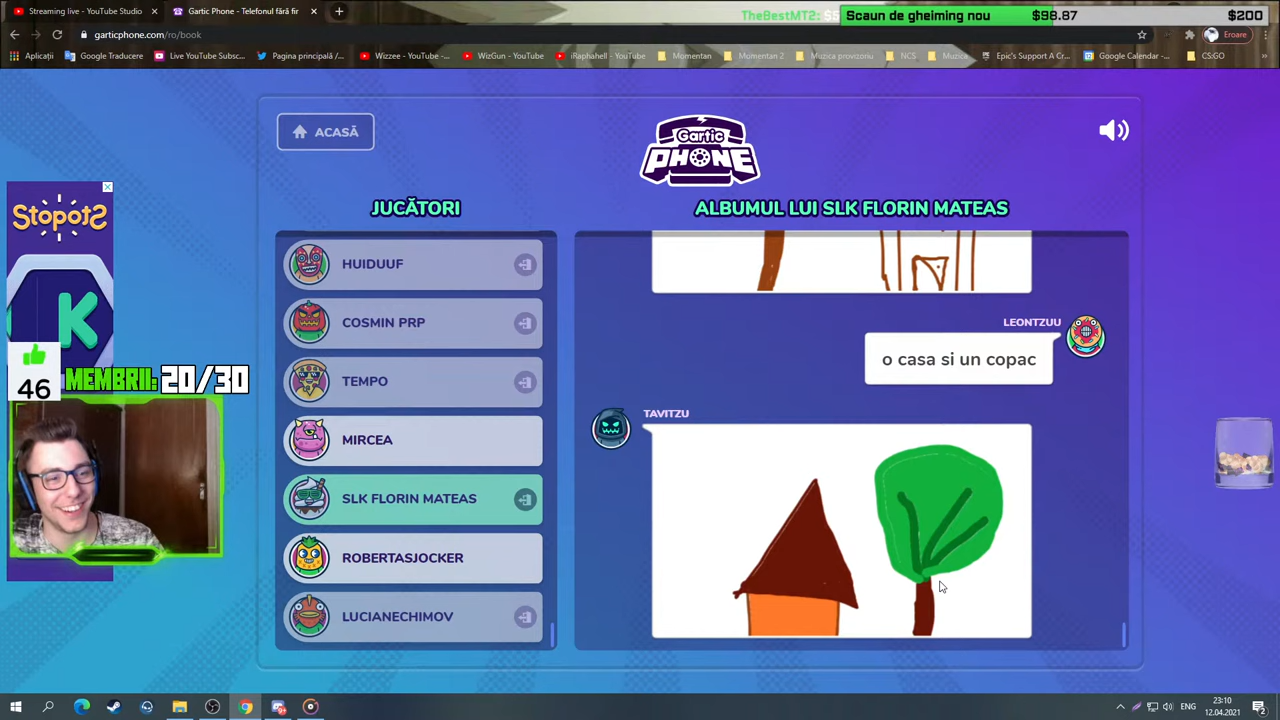 Streaming live - YouTube Studio
Gartic Phone - Telefonul fără fir
TheBestMT2: $5
Scaun de gheiming nou $98.87 $200
garticphone.com/ro/book
Eroare
Aplicații
Google Traducere
Live YouTube Subsc...
Pagina principală /...
Wizzee - YouTube -...
WizGun - YouTube
iRaphahell - YouTube
Momentan
Momentan 2
Muzica provizoriu
NCS
Muzica
Epic's Support A Cr...
Google Calendar -...
CS:GO
ACASĂ
Gartic
PHONE
JUCĂTORI
ALBUMUL LUI SLK FLORIN MATEAS
StopotS
K
46
MEMBRII: 20/30
HUIDUUF
COSMIN PRP
TEMPO
MIRCEA
SLK FLORIN MATEAS
ROBERTASJOCKER
LUCIANECHIMOV
LEONTZUU
o casa si un copac
TAVITZU
ENG
23:10
12.04.2021
2